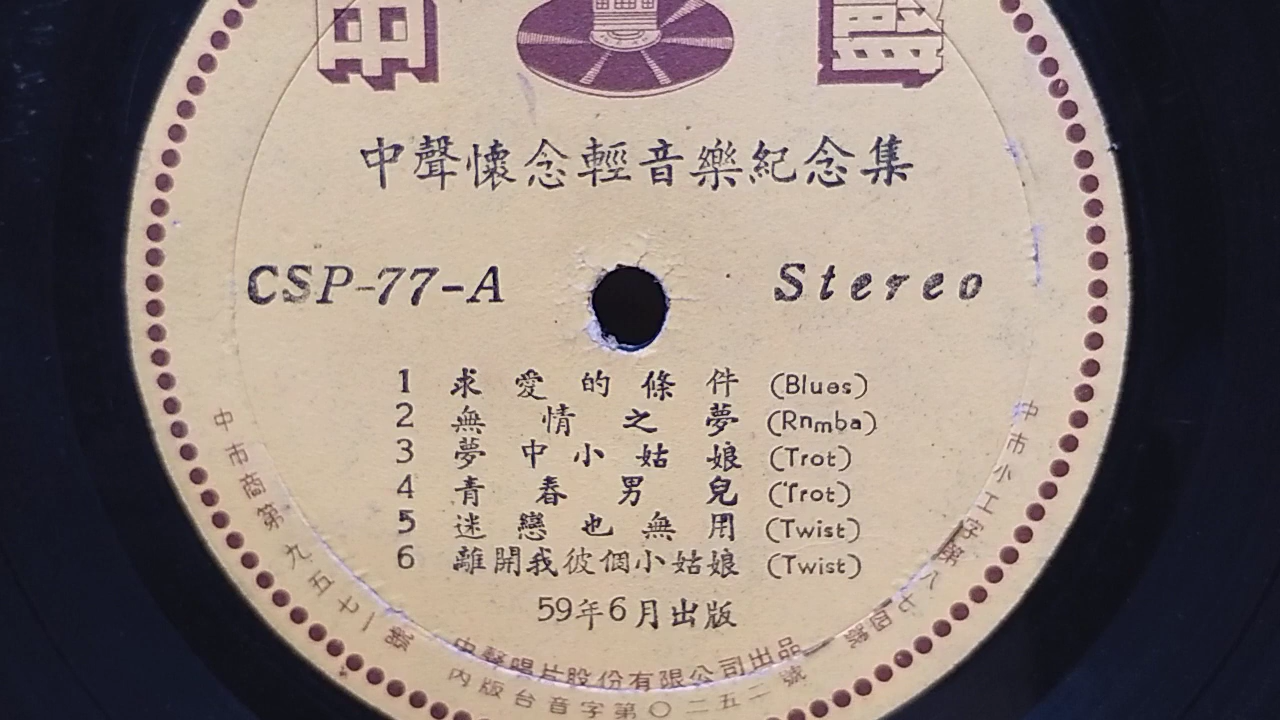 中聲
中聲懷念輕音樂紀念集
CSP-77-A Stereo
1 求愛的條件 (Blues)
2 無情之夢 (Rnmba)
3 夢中小姑娘 (Trot)
4 青春男兒 (Trot)
5 迷戀也無用 (Twist)
6 離開我彼個小姑娘 (Twist)
59年6月出版
中市商第九五七一號
中市小工字第八七四號
中聲唱片股份有限公司出品
內版台音字第〇二五二號